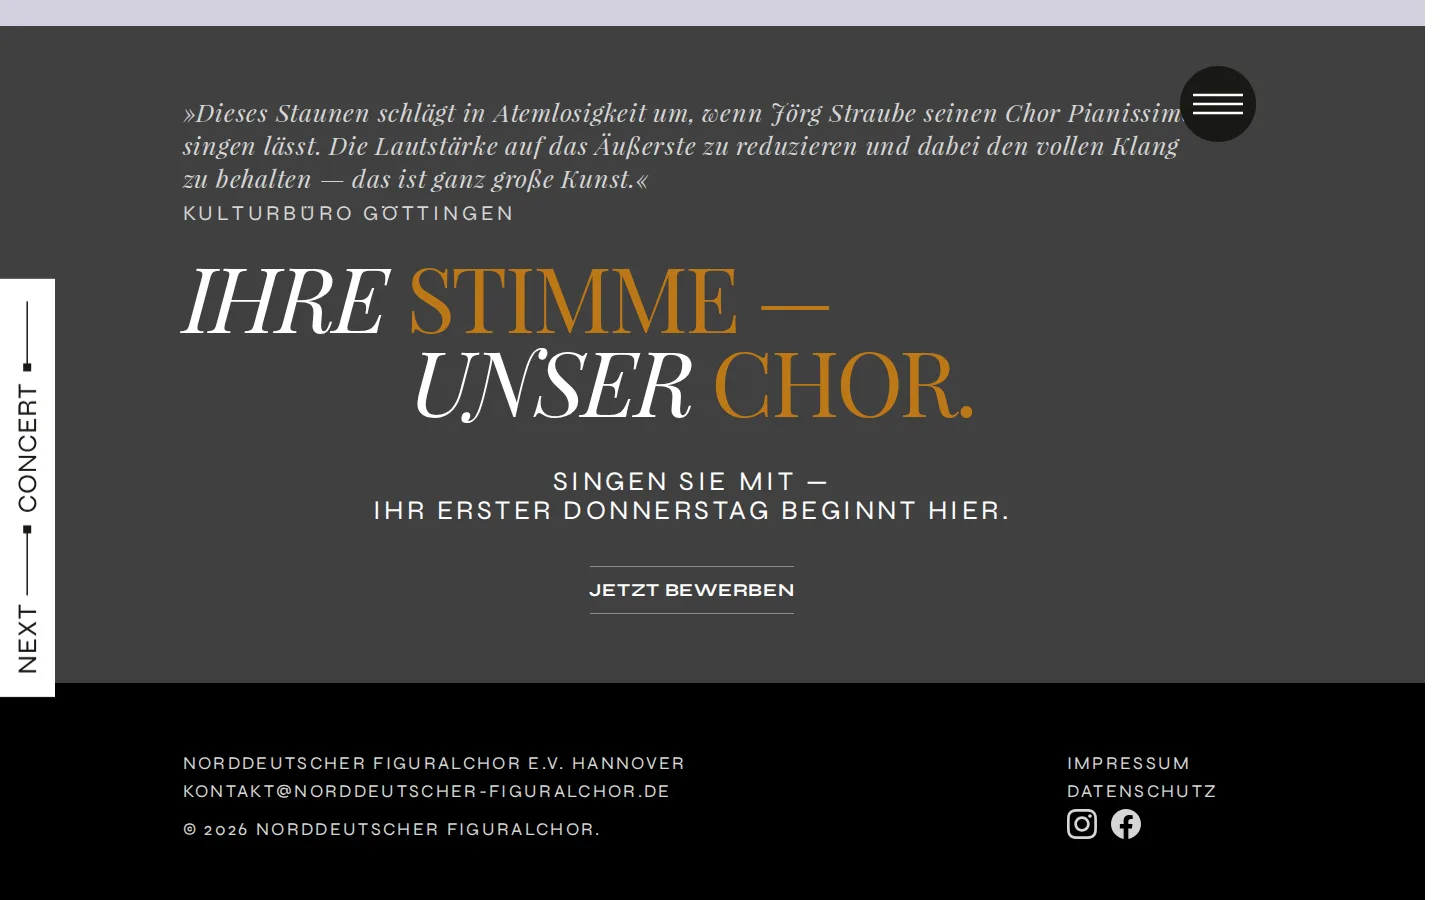 »Dieses Staunen schlägt in Atemlosigkeit um, wenn Jörg Straube seinen Chor
singen lässt. Die Lautstärke auf das Äußerste zu reduzieren und dabei den vollen Klang
zu behalten — das ist ganz große Kunst.«
KULTURBÜRO GÖTTINGEN
IHRE STIMME —
UNSER CHOR.
SINGEN SIE MIT —
IHR ERSTER DONNERSTAG BEGINNT HIER.
JETZT BEWERBEN
NEXT CONCERT
NORDDEUTSCHER FIGURALCHOR E.V. HANNOVER
KONTAKT@NORDDEUTSCHER-FIGURALCHOR.DE
© 2026 NORDDEUTSCHER FIGURALCHOR.
IMPRESSUM
DATENSCHUTZ